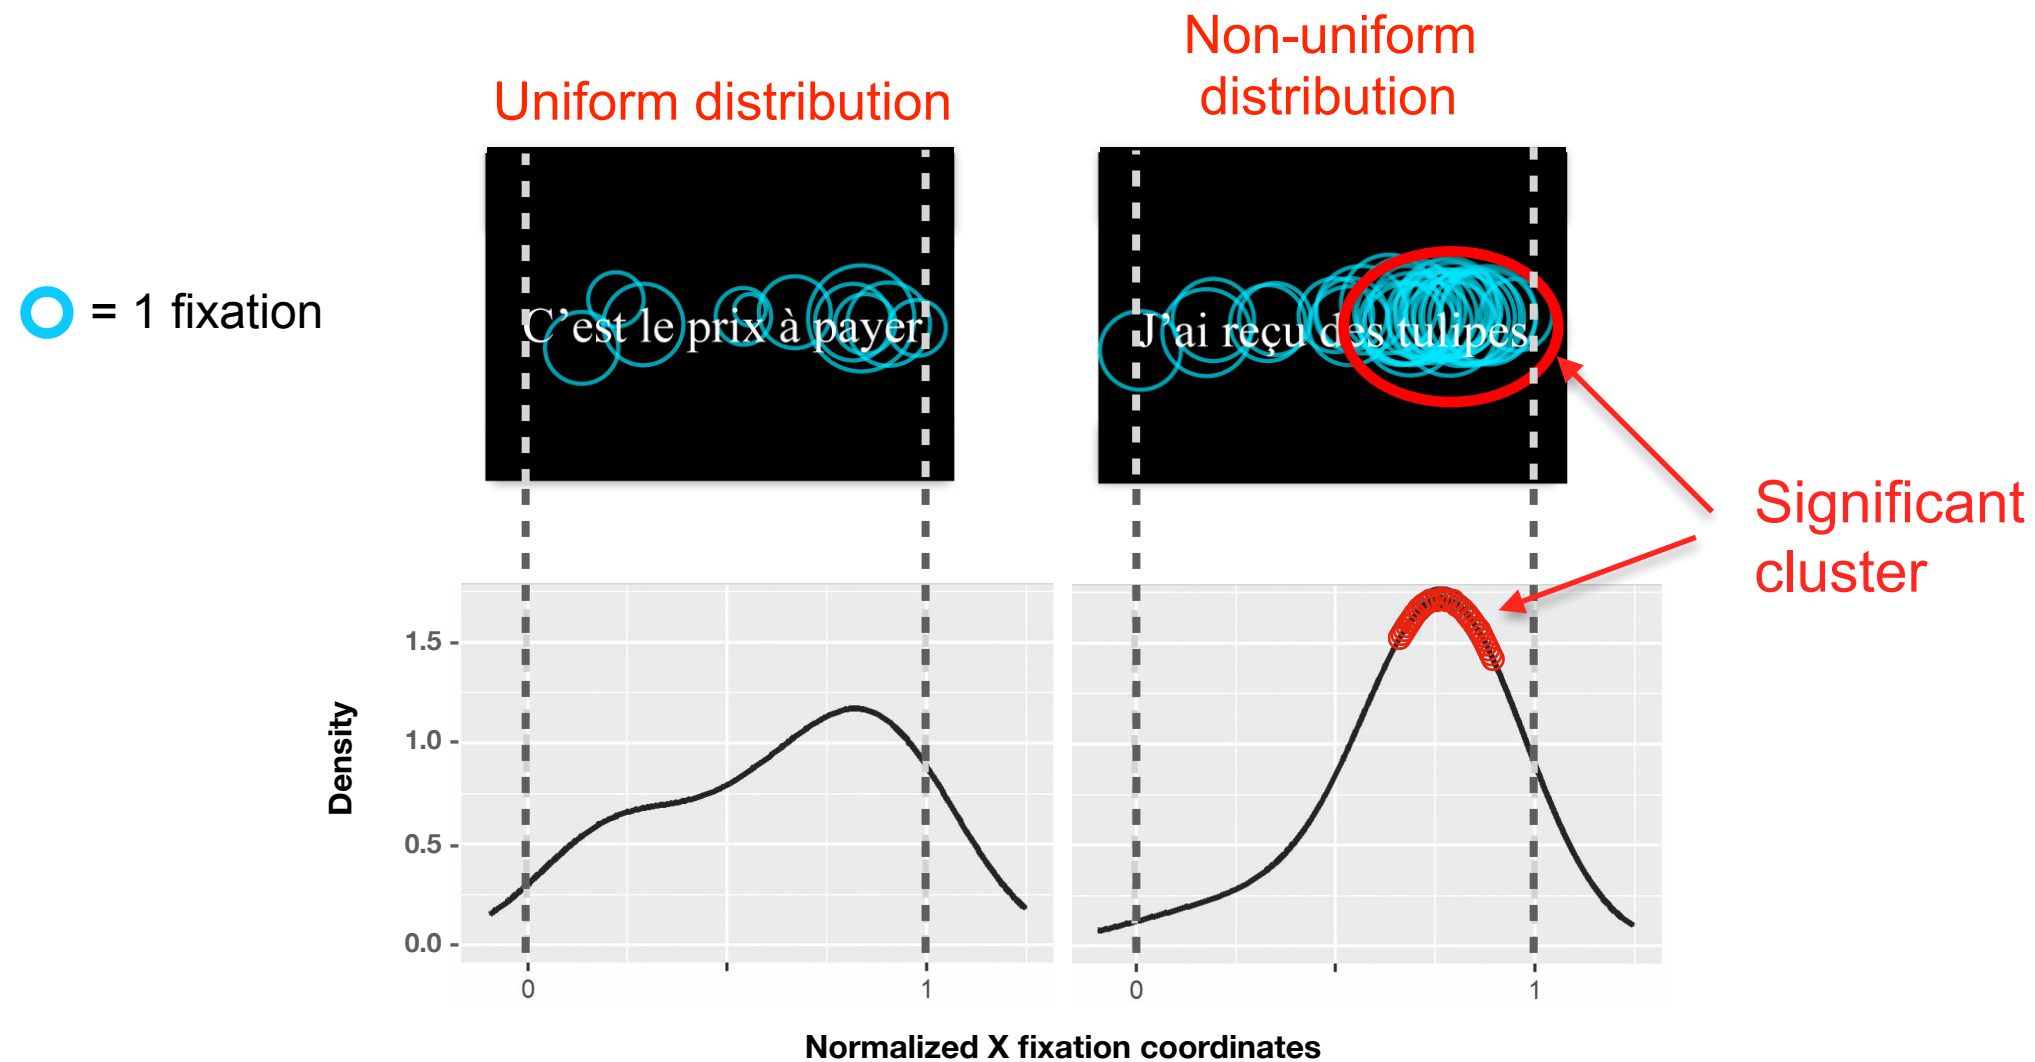 Uniform distribution
Non-uniform
distribution
= 1 fixation
C'est le prix à payer
J'ai reçu des tulipes
Significant
cluster
Density
1.5
1.0
0.5
0.0
0
1
0
1
Normalized X fixation coordinates